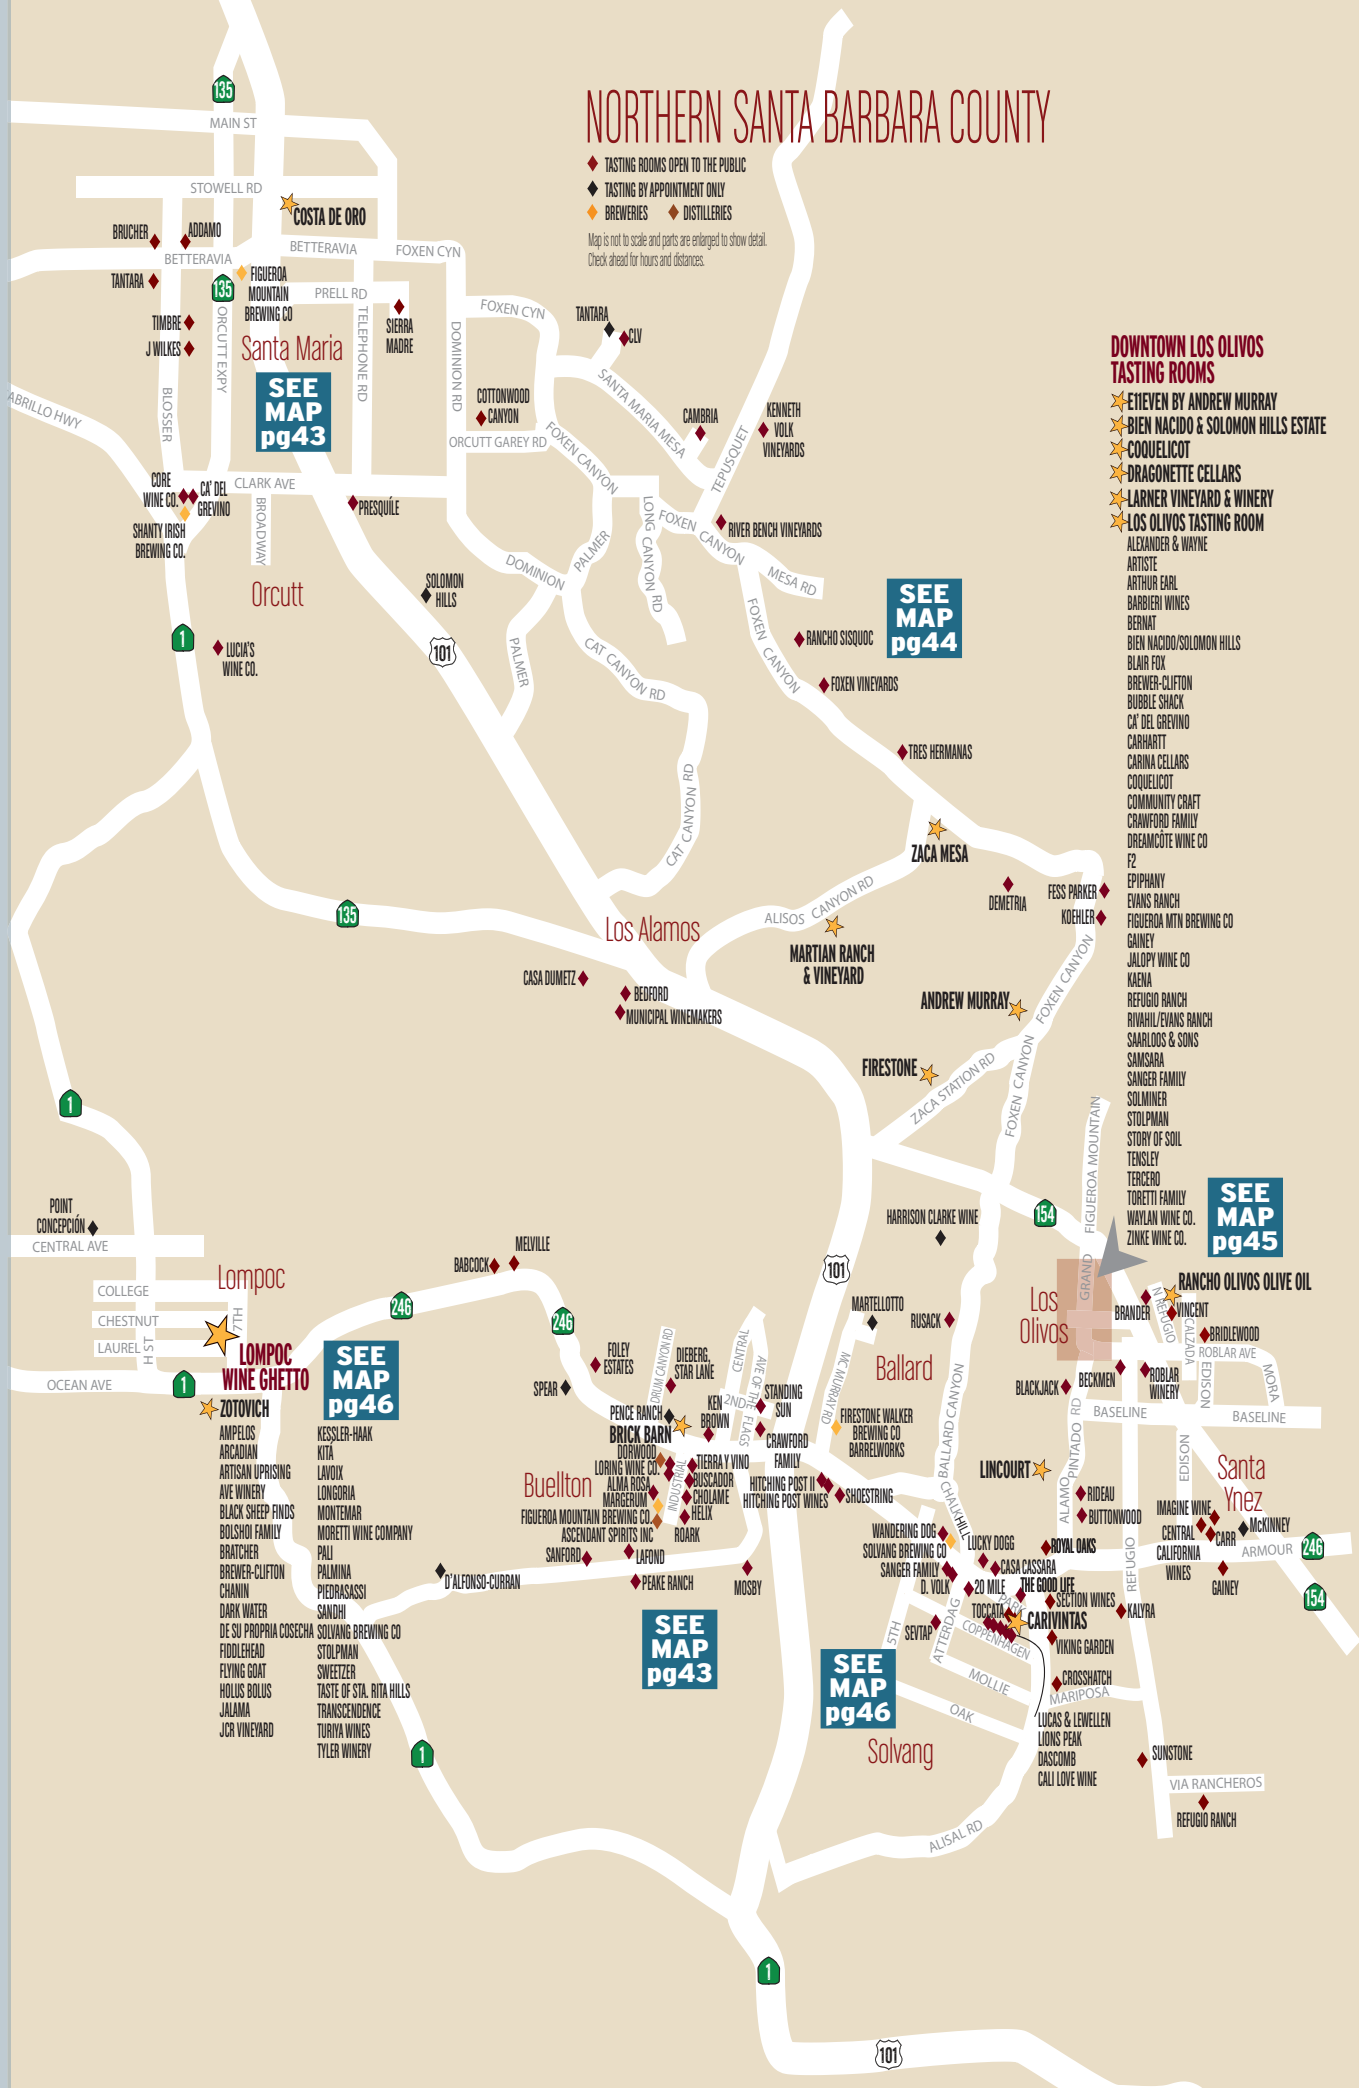 NORTHERN SANTA BARBARA COUNTY
TASTING ROOMS OPEN TO THE PUBLIC
TASTING BY APPOINTMENT ONLY
BREWERIES
DISTILLERIES
Map is not to scale and parts are enlarged to show detail.
Check ahead for hours and distances.
135
MAIN ST
STOWELL RD
COSTA DE ORO
BRUCHER
ADDAMO
BETTERAVIA
BETTERAVIA
FOXEN CYN
TANTARA
135
FIGUEROA
MOUNTAIN
BREWING CO
PRELL RD
TIMBRE
J WILKES
ORCUTT EXPY
TELEPHONE RD
SIERRA
MADRE
DOMINION RD
FOXEN CYN
TANTARA
CLV
Santa Maria
SEE
MAP
pg43
ABRILLO HWY
BLOSSER
COTTONWOOD
CANYON
ORCUTT GAREY RD
SANTA MARIA MESA
CAMBRIA
KENNETH
VOLK
VINEYARDS
FOXEN CANYON
TEPUSQUET
CORE
WINE CO.
CA' DEL
GREVINO
SHANTY IRISH
BREWING CO.
CLARK AVE
BROADWAY
PRESQUÍLE
LONG CANYON RD
FOXEN CANYON
RIVER BENCH VINEYARDS
MESA RD
PALMER
DOMINION
Orcutt
SOLOMON
HILLS
SEE
MAP
pg44
1
LUCIA'S
WINE CO.
101
PALMER
CAT CANYON RD
FOXEN CANYON
RANCHO SISQUOC
FOXEN VINEYARDS
TRES HERMANAS
CAT CANYON RD
ZACA MESA
DEMETRIA
FESS PARKER
KOEHLER
135
Los Alamos
ALISOS CANYON RD
MARTIAN RANCH
& VINEYARD
CASA DUMETZ
BEDFORD
MUNICIPAL WINEMAKERS
ANDREW MURRAY
FOXEN CANYON
FIRESTONE
ZACA STATION RD
FOXEN CANYON
DOWNTOWN LOS OLIVOS
TASTING ROOMS
E11EVEN BY ANDREW MURRAY
BIEN NACIDO & SOLOMON HILLS ESTATE
COQUELICOT
DRAGONETTE CELLARS
LARNER VINEYARD & WINERY
LOS OLIVOS TASTING ROOM
ALEXANDER & WAYNE
ARTISTE
ARTHUR EARL
BARBIERI WINES
BERNAT
BIEN NACIDO/SOLOMON HILLS
BLAIR FOX
BREWER-CLIFTON
BUBBLE SHACK
CA' DEL GREVINO
CARHARTT
CARINA CELLARS
COQUELICOT
COMMUNITY CRAFT
CRAWFORD FAMILY
DREAMCÔTE WINE CO
F2
EPIPHANY
EVANS RANCH
FIGUEROA MTN BREWING CO
GAINEY
JALOPY WINE CO
KAENA
REFUGIO RANCH
RIVAHIL/EVANS RANCH
SAARLOOS & SONS
SAMSARA
SANGER FAMILY
SOLMINER
STOLPMAN
STORY OF SOIL
TENSLEY
TERCERO
TORETTI FAMILY
WAYLAN WINE CO.
ZINKE WINE CO.
SEE
MAP
pg45
FIGUEROA MOUNTAIN
154
1
POINT
CONCEPCIÓN
CENTRAL AVE
COLLEGE
CHESTNUT
LAUREL
H ST
7TH
OCEAN AVE
1
Lompoc
LOMPOC
WINE GHETTO
ZOTOVICH
AMPELOS
ARCADIAN
ARTISAN UPRISING
AVE WINERY
BLACK SHEEP FINDS
BOLSHOI FAMILY
BRATCHER
BREWER-CLIFTON
CHANIN
DARK WATER
DE SU PROPRIA COSECHA
FIDDLEHEAD
FLYING GOAT
HOLUS BOLUS
JALAMA
JCR VINEYARD
SEE
MAP
pg46
KESSLER-HAAK
KITÁ
LAVOIX
LONGORIA
MONTEMAR
MORETTI WINE COMPANY
PALI
PALMINA
PIEDRASASSI
SANDHI
SOLVANG BREWING CO
STOLPMAN
SWEETZER
TASTE OF STA. RITA HILLS
TRANSCENDENCE
TURIYA WINES
TYLER WINERY
246
BABCOCK
MELVILLE
246
FOLEY
ESTATES
SPEAR
DRUM CANYON RD
DIEBERG,
STAR LANE
PENCE RANCH
BRICK BARN
KEN
BROWN
CENTRAL
2ND
AVE OF THE FLAGS
STANDING
SUN
CRAWFORD
FAMILY
DORWOOD
LORING WINE CO.
TIERRA Y VINO
ALMA ROSA
BUSCADOR
MARGERUM
CHOLAME
FIGUEROA MOUNTAIN BREWING CO.
HELIX
ASCENDANT SPIRITS INC
ROARK
INDUSTRIAL
Buellton
SANFORD
LAFOND
PEAKE RANCH
D'ALFONSO-CURRAN
MOSBY
SEE
MAP
pg43
1
101
HARRISON CLARKE WINE
MARTELLOTTO
RUSACK
MC MURRAY RD
Ballard
FIRESTONE WALKER
BREWING CO
BARRELWORKS
HITCHING POST II
HITCHING POST WINES
SHOESTRING
BALLARD CANYON
CHALK HILL
Los
Olivos
GRAND
RANCHO OLIVOS OLIVE OIL
BRANDER
VINCENT
N REFUGIO
CALZADA
BRIDLEWOOD
ROBLAR AVE
BLACKJACK
BECKMEN
ROBLAR
WINERY
EDISON
MORA
BASELINE
BASELINE
ALAMO PINTADO RD
EDISON
LINCOURT
RIDEAU
BUTTONWOOD
Santa
Ynez
IMAGINE WINE
CENTRAL
CALIFORNIA
WINES
CARR
McKINNEY
GAINEY
ARMOUR
246
154
WANDERING DOG
SOLVANG BREWING CO
SANGER FAMILY
D. VOLK
LUCKY DOGG
CASA CASSARA
20 MILE
ROYAL OAKS
THE GOOD LIFE
SECTION WINES
PARK
TOCCATA
CARIVINTAS
COPPENHAGEN
SEVTAP
5TH
ATTERDAG
VIKING GARDEN
KALYRA
REFUGIO
CROSSHATCH
MARIPOSA
MOLLIE
OAK
SEE
MAP
pg46
LUCAS & LEWELLEN
LIONS PEAK
DASCOMB
CALI LOVE WINE
Solvang
SUNSTONE
VIA RANCHEROS
REFUGIO RANCH
ALISAL RD
1
101